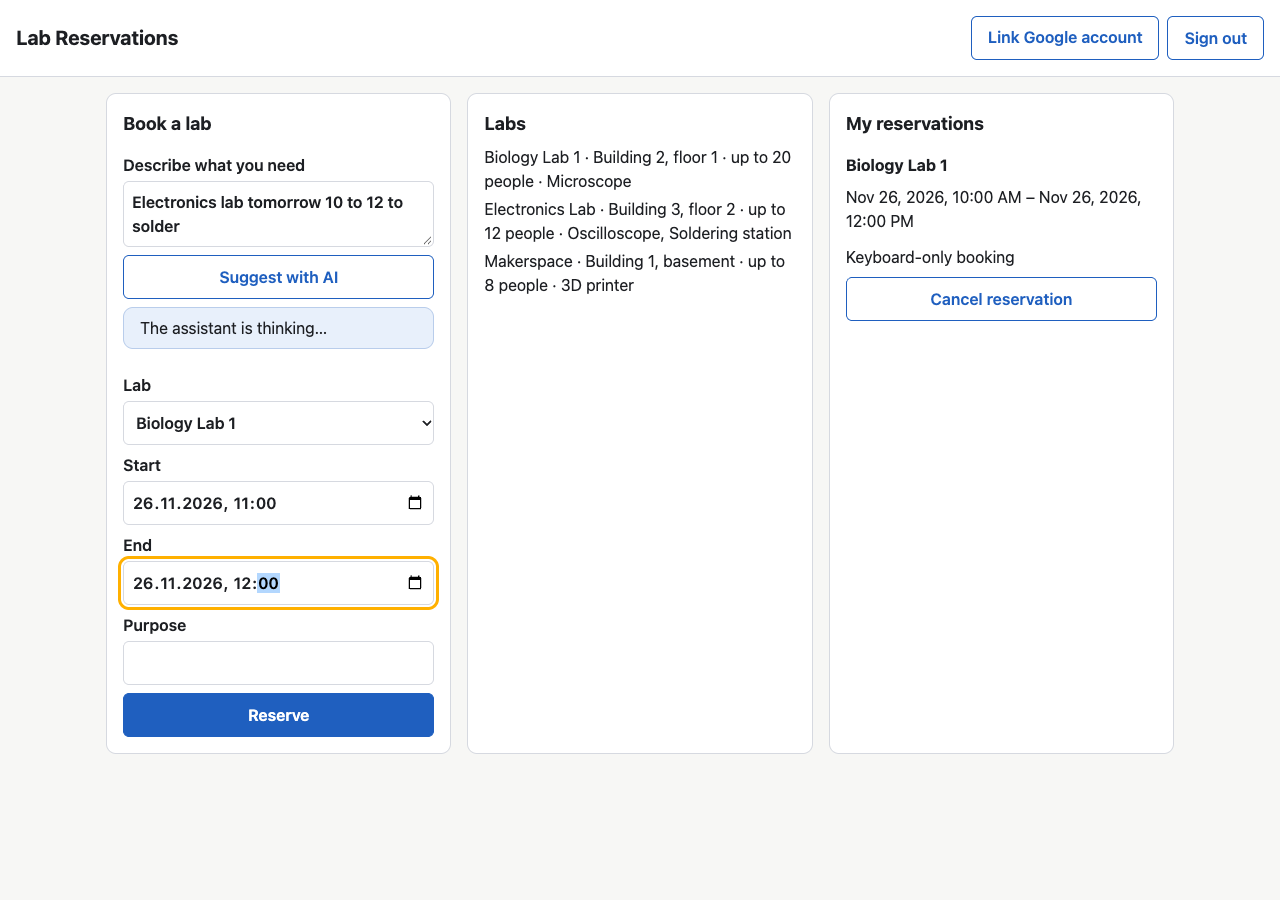 Lab Reservations
Link Google account
Sign out
Book a lab
Describe what you need
Electronics lab tomorrow 10 to 12 to
solder
Suggest with AI
The assistant is thinking...
Lab
Biology Lab 1
Start
26.11.2026, 11:00
End
26.11.2026, 12:00
Purpose
Reserve
Labs
Biology Lab 1 · Building 2, floor 1 · up to 20
people · Microscope
Electronics Lab · Building 3, floor 2 · up to
12 people · Oscilloscope, Soldering station
Makerspace · Building 1, basement · up to
8 people · 3D printer
My reservations
Biology Lab 1
Nov 26, 2026, 10:00 AM – Nov 26, 2026,
12:00 PM
Keyboard-only booking
Cancel reservation